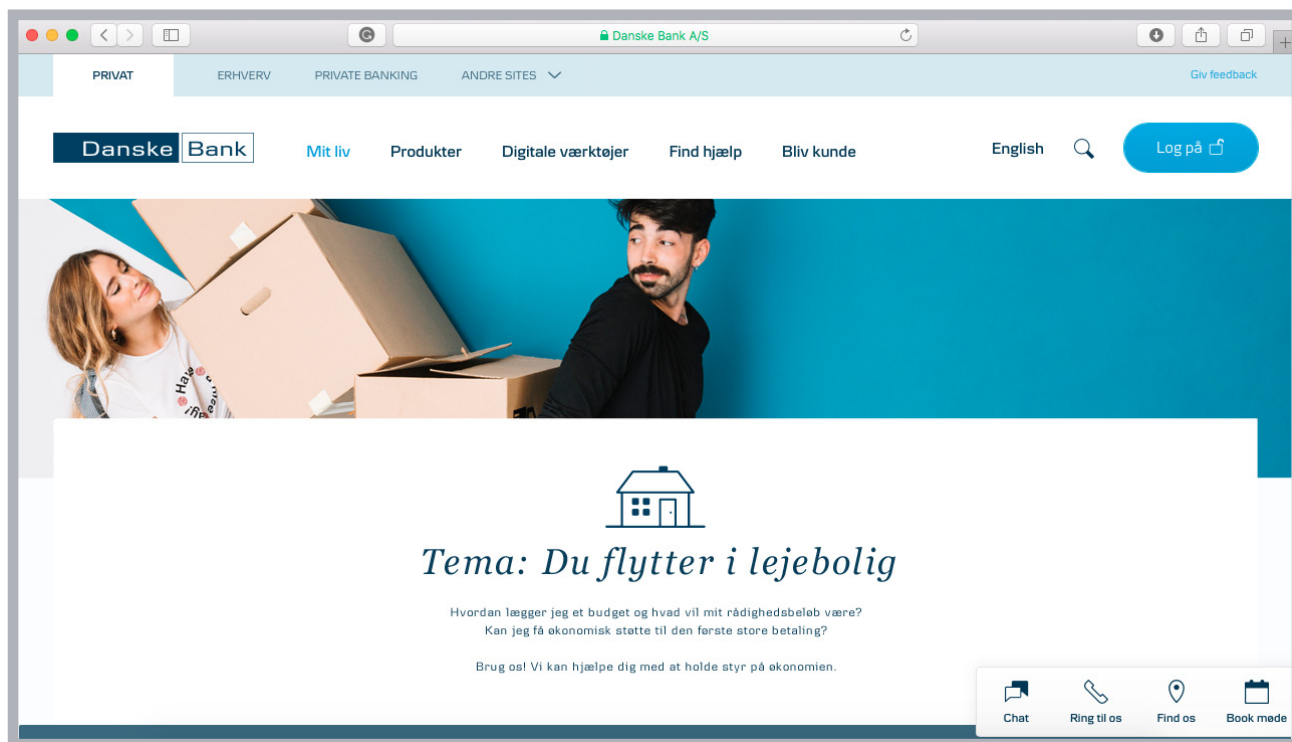 Danske Bank A/S
PRIVAT
ERHVERV
PRIVATE BANKING
ANDRE SITES
Giv feedback
Danske Bank
Mit liv
Produkter
Digitale værktøjer
Find hjælp
Bliv kunde
English
Log på
Tema: Du flytter i lejebolig
Hvordan lægger jeg et budget og hvad vil mit rådighedsbeløb være?
Kan jeg få økonomisk støtte til den første store betaling?
Brug os! Vi kan hjælpe dig med at holde styr på økonomien.
Chat
Ring til os
Find os
Book møde